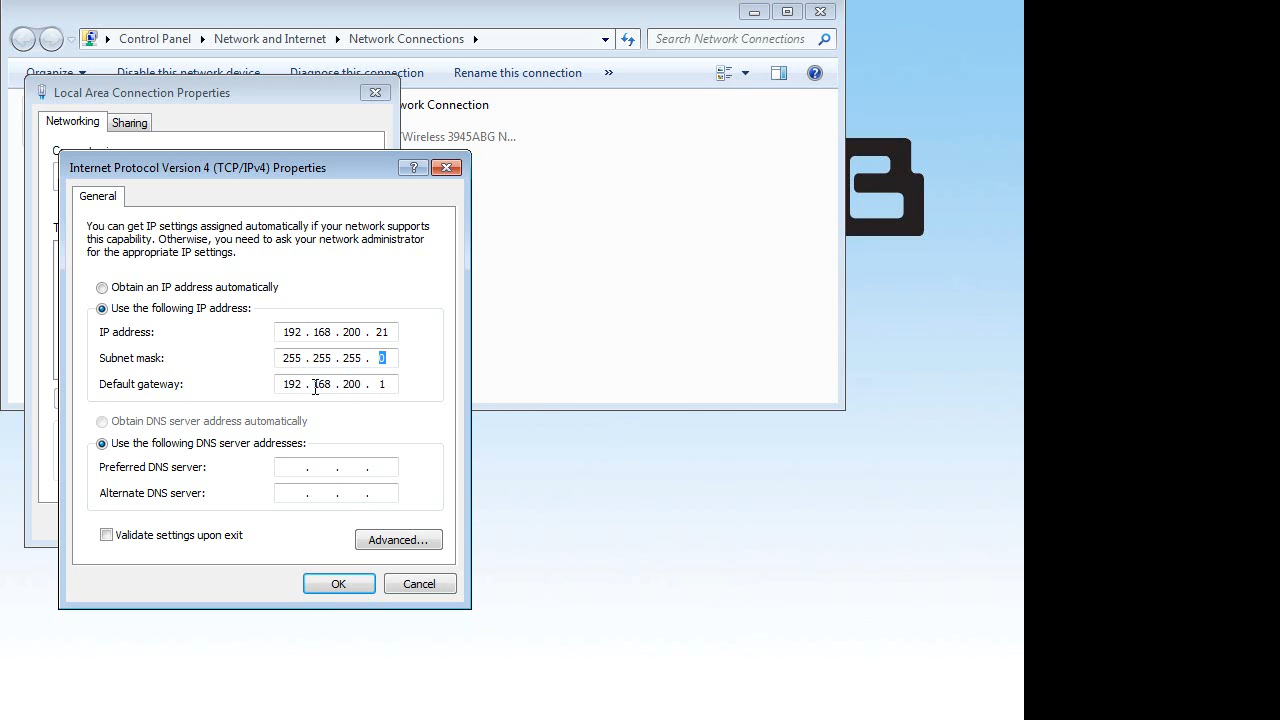 Control Panel Network and Internet Network Connections Search Network Connections
Organize Disable this network device Diagnose this connection Rename this connection »
Local Area Connection Properties
work Connection
Networking Sharing
/Wireless 3945ABG N...
Internet Protocol Version 4 (TCP/IPv4) Properties ?
General
You can get IP settings assigned automatically if your network supports
this capability. Otherwise, you need to ask your network administrator
for the appropriate IP settings.
Obtain an IP address automatically
Use the following IP address:
IP address: 192 . 168 . 200 . 21
Subnet mask: 255 . 255 . 255 . 0
Default gateway: 192 . 168 . 200 . 1
Obtain DNS server address automatically
Use the following DNS server addresses:
Preferred DNS server: . . .
Alternate DNS server: . . .
Validate settings upon exit
Advanced...
OK Cancel